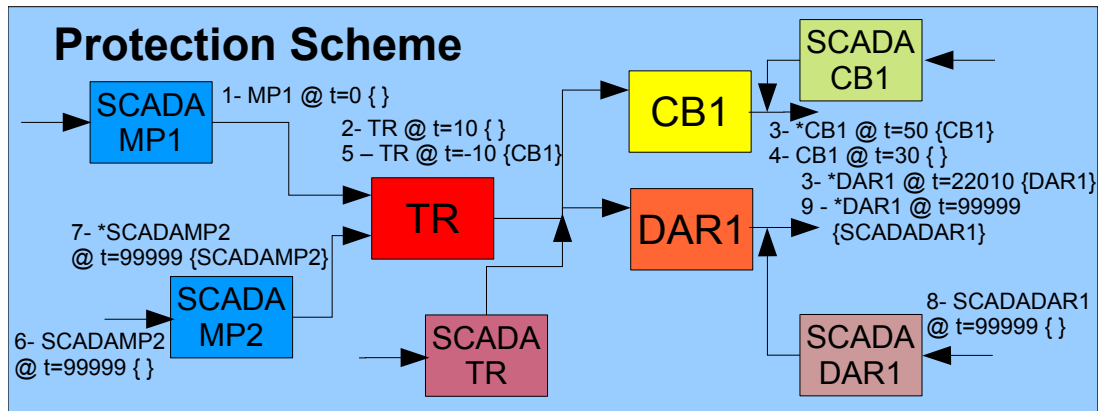 Protection Scheme
SCADA
MP1
1- MP1 @ t=0 { }
2- TR @ t=10 { }
5 – TR @ t=-10 {CB1}
TR
7- *SCADAMP2
@ t=99999 {SCADAMP2}
SCADA
MP2
6- SCADAMP2
@ t=99999 { }
SCADA
TR
CB1
SCADA
CB1
3- *CB1 @ t=50 {CB1}
4- CB1 @ t=30 { }
3- *DAR1 @ t=22010 {DAR1}
9 - *DAR1 @ t=99999
{SCADADAR1}
DAR1
8- SCADADAR1
@ t=99999 { }
SCADA
DAR1